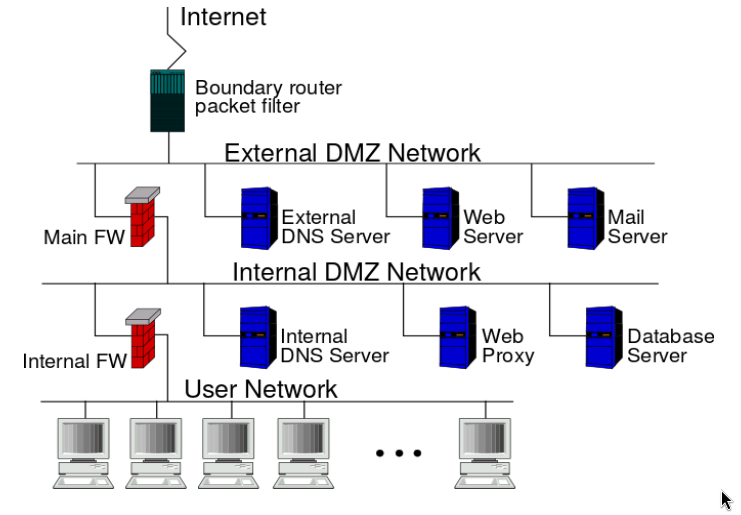 Internet
Boundary router
packet filter
External DMZ Network
Main FW
External
DNS Server
Web
Server
Mail
Server
Internal DMZ Network
Internal FW
Internal
DNS Server
Web
Proxy
Database
Server
User Network